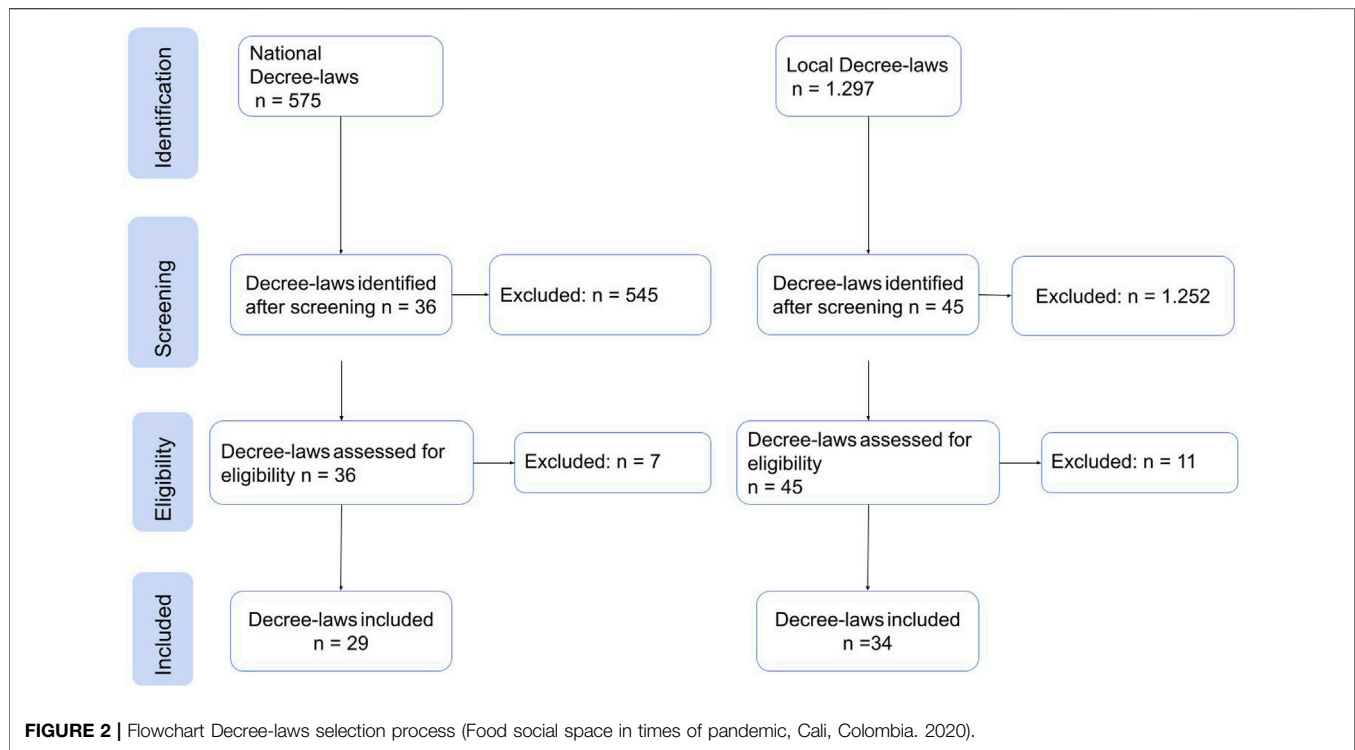 Identification
National
Decree-laws
n = 575
Local Decree-laws
n = 1.297
Screening
Decree-laws identified
after screening n = 36
Excluded: n = 545
Decree-laws identified
after screening n = 45
Excluded: n = 1.252
Eligibility
Decree-laws assessed for
eligibility n = 36
Excluded: n = 7
Decree-laws assessed for
eligibility
n = 45
Excluded: n = 11
Included
Decree-laws included
n = 29
Decree-laws included
n =34
FIGURE 2 | Flowchart Decree-laws selection process (Food social space in times of pandemic, Cali, Colombia. 2020).